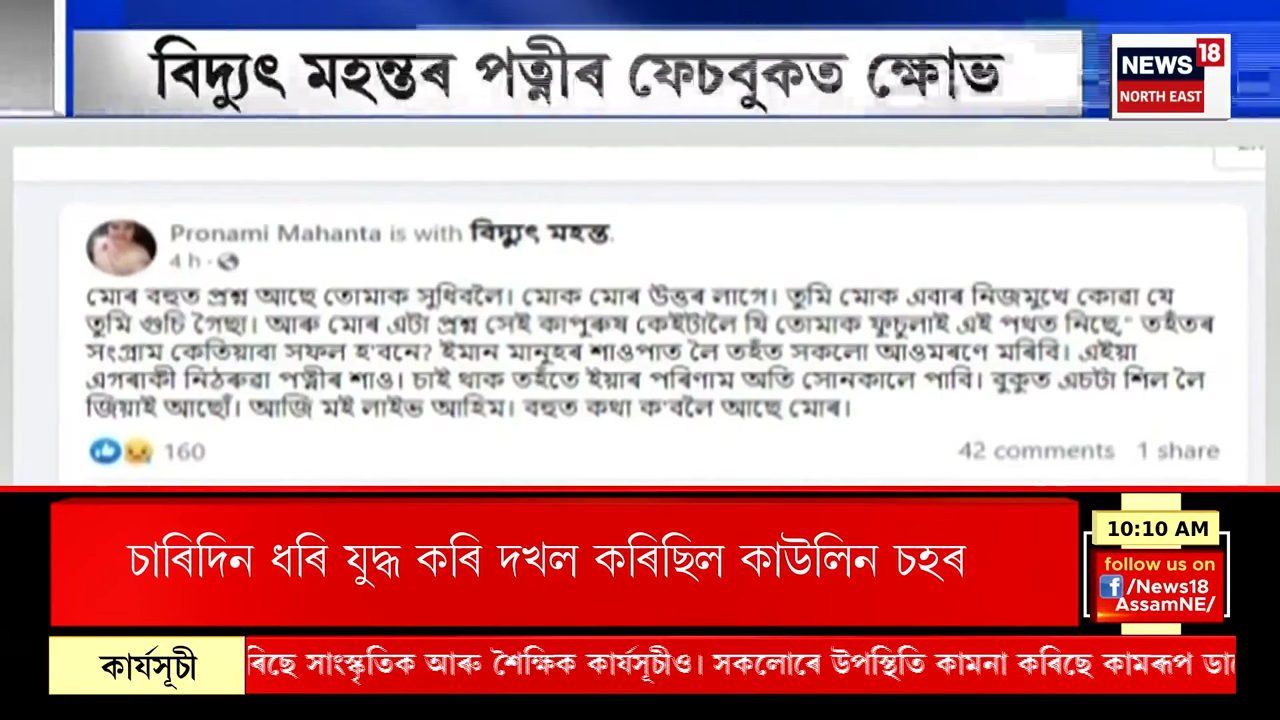 বিদ্যুৎ মহন্তৰ পত্নীৰ ফেচবুকত ক্ষোভ
NEWS 18
NORTH EAST
Pronami Mahanta is with বিদ্যুৎ মহন্ত.
4 h ·
মোৰ বহুত প্ৰশ্ন আছে তোমাক সুধিবলৈ। মোক মোৰ উত্তৰ লাগে। তুমি মোক এবাৰ নিজমুখে কোৱা যে
তুমি গুচি গৈছা। আৰু মোৰ এটা প্ৰশ্ন সেই কাপুৰুষ কেইটালৈ যি তোমাক ফুচুলাই এই পথত নিছে," তহঁতৰ
সংগ্ৰাম কেতিয়াবা সফল হ'বনে? ইমান মানুহৰ শাওপাত লৈ তহঁত সকলো আওমৰণে মৰিবি। এইয়া
এগৰাকী নিঠৰুৱা পত্নীৰ শাও। চাই থাক তহঁতে ইয়াৰ পৰিণাম অতি সোনকালে পাবি। বুকুত এচটা শিল লৈ
জিয়াই আছোঁ। আজি মই লাইভ আহিম। বহুত কথা ক'বলৈ আছে মোৰ।
160 42 comments 1 share
চাৰিদিন ধৰি যুদ্ধ কৰি দখল কৰিছিল কাউলিন চহৰ
10:10 AM
follow us on
/News18
AssamNE/
কাৰ্যসূচী
ৰিছে সাংস্কৃতিক আৰু শৈক্ষিক কাৰ্যসূচীও। সকলোৰে উপস্থিতি কামনা কৰিছে কামৰূপ